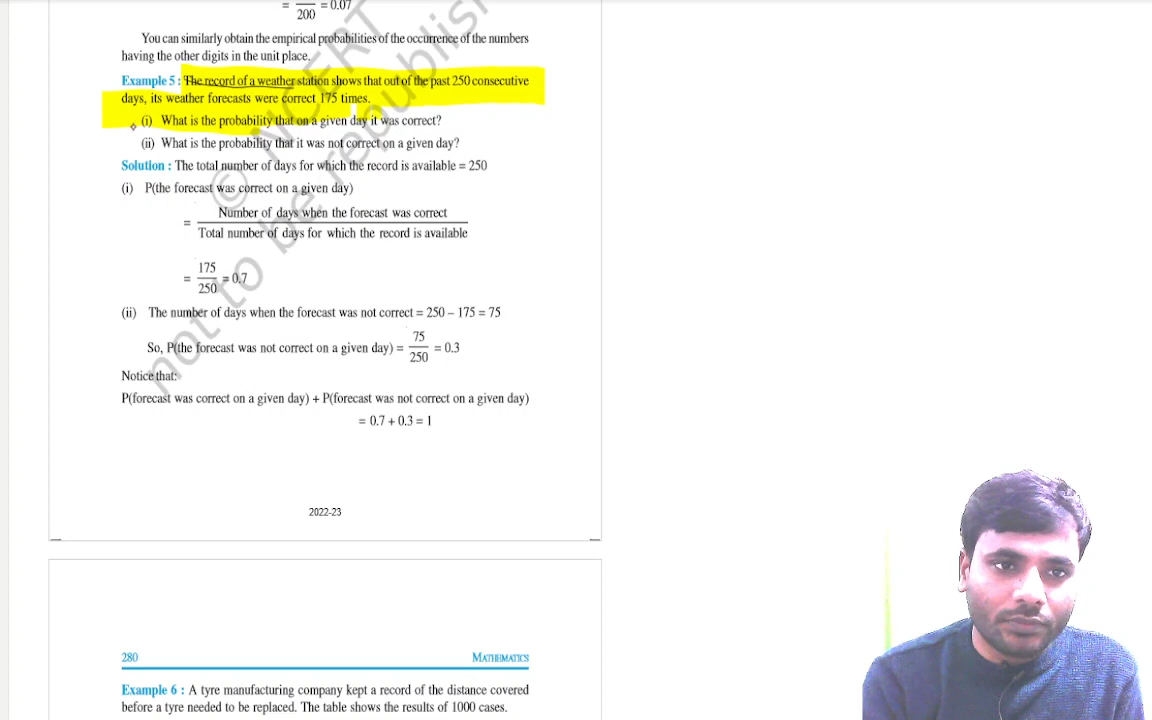 = ─── = 0.07
200
You can similarly obtain the empirical probabilities of the occurrence of the numbers
having the other digits in the unit place.
Example 5 : The record of a weather station shows that out of the past 250 consecutive
days, its weather forecasts were correct 175 times.
(i) What is the probability that on a given day it was correct?
(ii) What is the probability that it was not correct on a given day?
Solution : The total number of days for which the record is available = 250
(i) P(the forecast was correct on a given day)
= Number of days when the forecast was correct
Total number of days for which the record is available
= 175
250 = 0.7
(ii) The number of days when the forecast was not correct = 250 – 175 = 75
So, P(the forecast was not correct on a given day) = 75
250 = 0.3
Notice that:
P(forecast was correct on a given day) + P(forecast was not correct on a given day)
= 0.7 + 0.3 = 1
© NCERT
not to be republish
2022-23
280 MATHEMATICS
Example 6 : A tyre manufacturing company kept a record of the distance covered
before a tyre needed to be replaced. The table shows the results of 1000 cases.